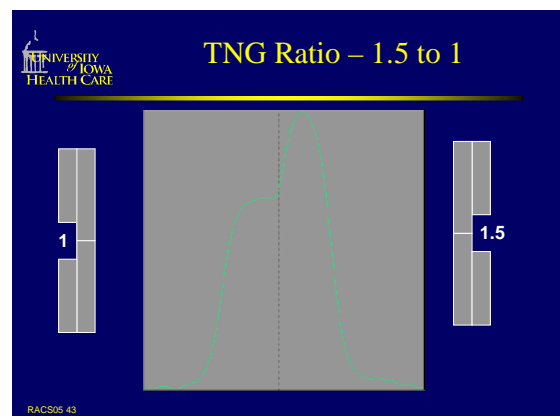 UNIVERSITY
of IOWA
HEALTH CARE
TNG Ratio – 1.5 to 1
1
1.5
RACS05 43